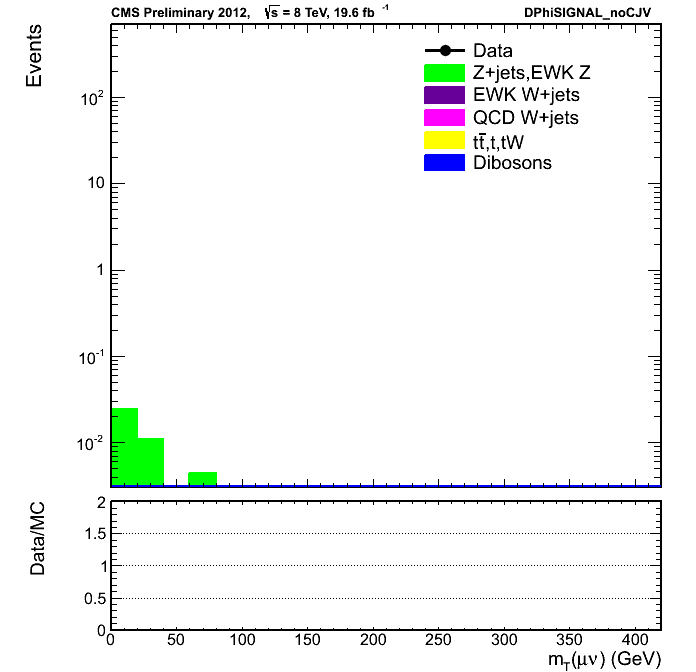 CMS Preliminary 2012, √s = 8 TeV, 19.6 fb⁻¹ DPhiSIGNAL_noCJV
Events
Data
Z+jets,EWK Z
EWK W+jets
QCD W+jets
tt̅,t,tW
Dibosons
10²
10
1
10⁻¹
10⁻²
Data/MC
2
1.5
1
0.5
0
0 50 100 150 200 250 300 350 400
m_T(μν) (GeV)